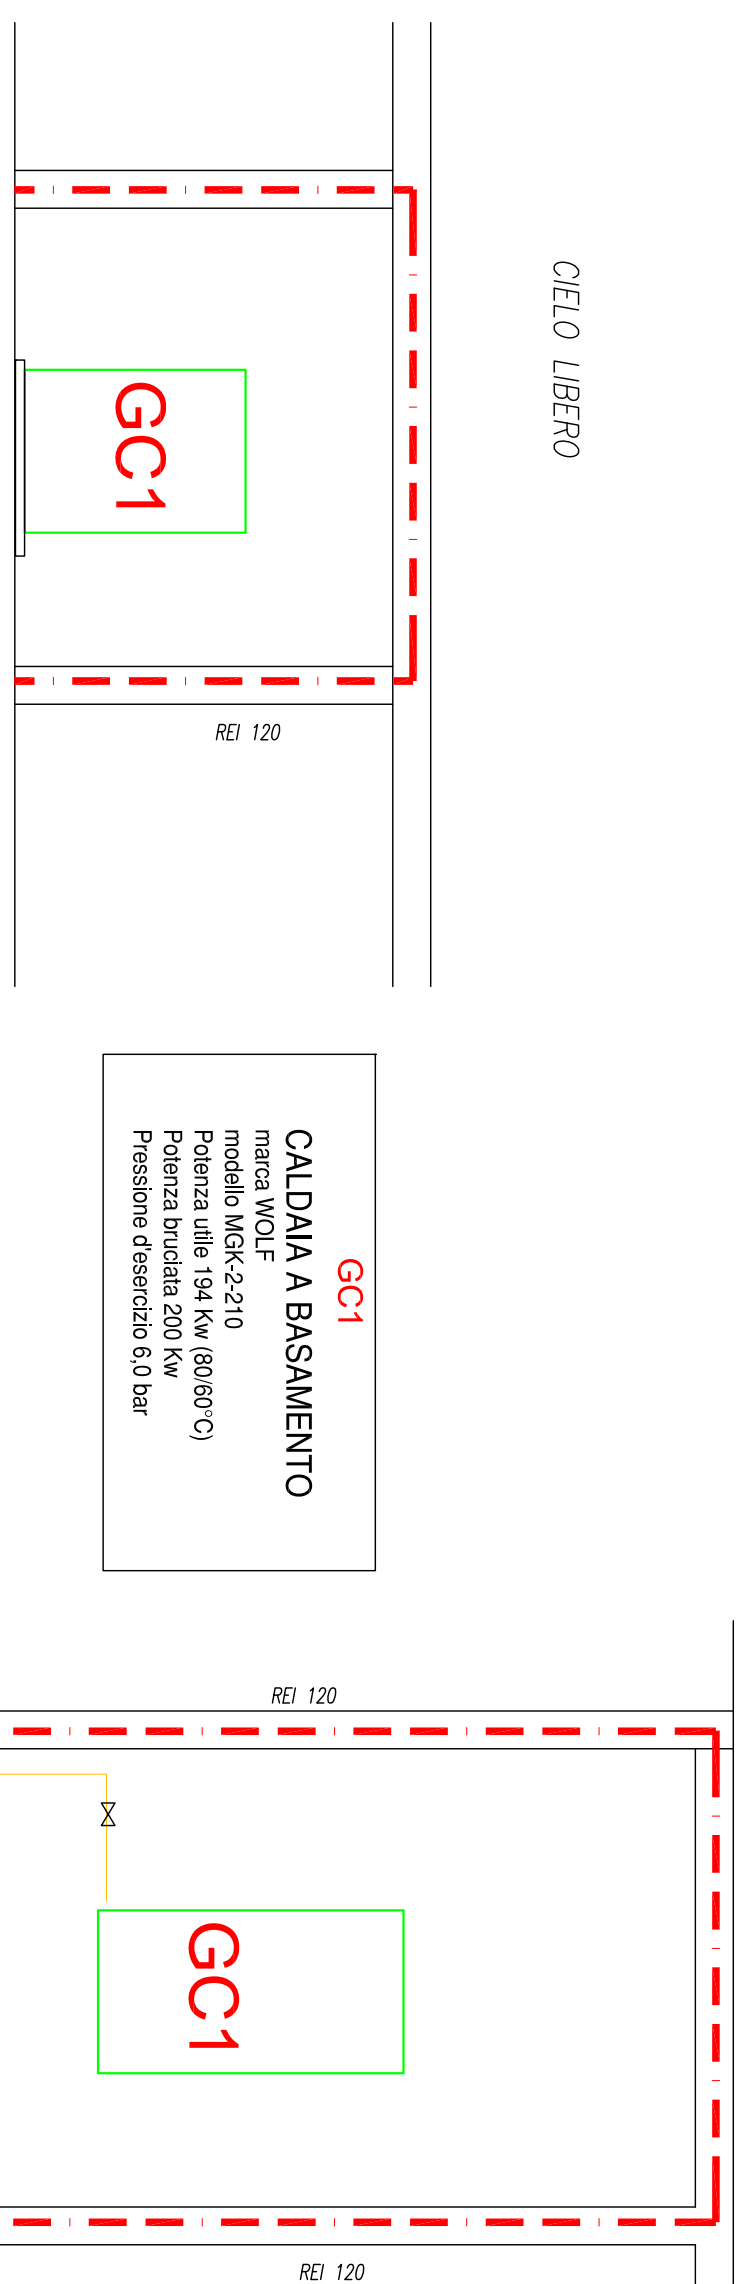 CIELO LIBERO
GC1
REI 120
GC1
CALDAIA A BASAMENTO
marca WOLF
modello MGK-2-210
Potenza utile 194 Kw (80/60°C)
Potenza bruciata 200 Kw
Pressione d'esercizio 6,0 bar
REI 120
GC1
REI 120